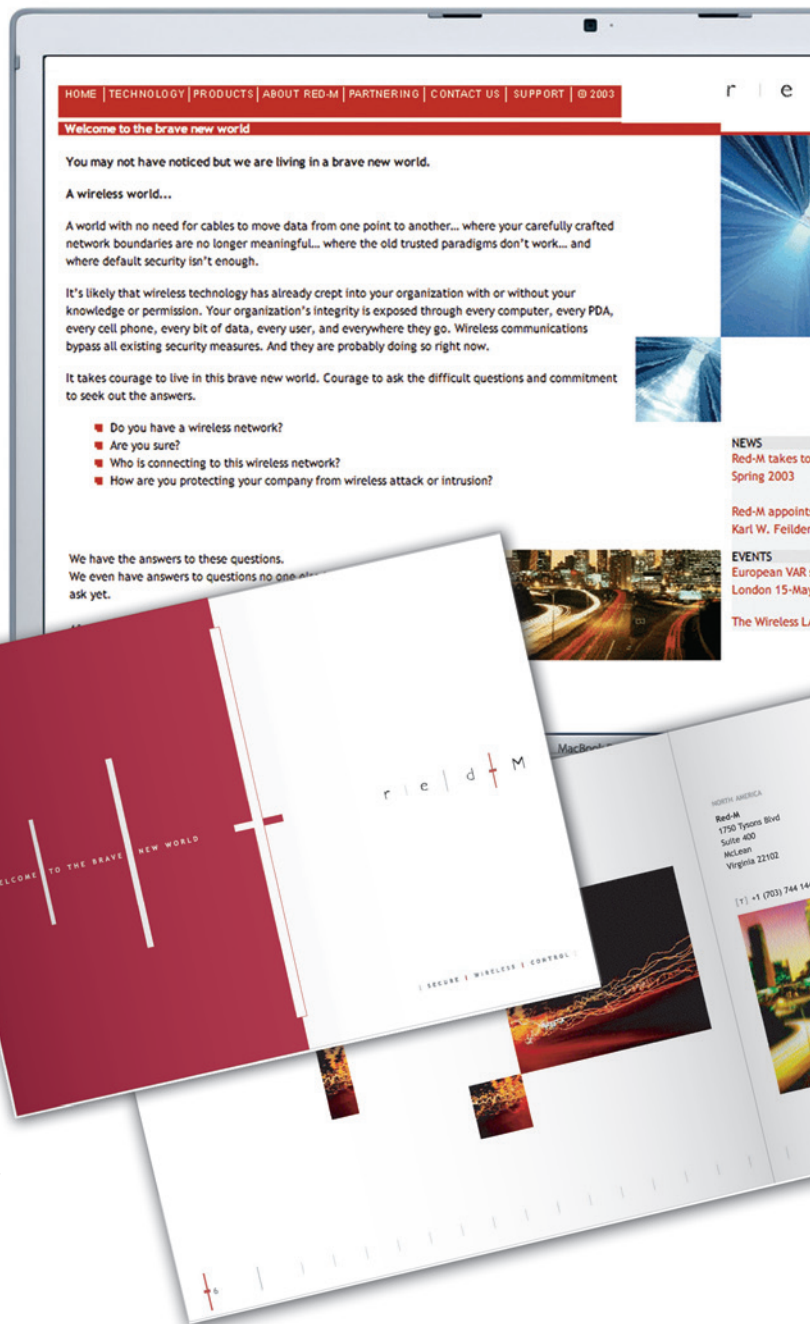 HOME | TECHNOLOGY | PRODUCTS | ABOUT RED-M | PARTNERING | CONTACT US | SUPPORT | © 2003
r | e
Welcome to the brave new world
You may not have noticed but we are living in a brave new world.
A wireless world...
A world with no need for cables to move data from one point to another... where your carefully crafted
network boundaries are no longer meaningful... where the old trusted paradigms don't work... and
where default security isn't enough.
It's likely that wireless technology has already crept into your organization with or without your
knowledge or permission. Your organization's integrity is exposed through every computer, every PDA,
every cell phone, every bit of data, every user, and everywhere they go. Wireless communications
bypass all existing security measures. And they are probably doing so right now.
It takes courage to live in this brave new world. Courage to ask the difficult questions and commitment
to seek out the answers.
Do you have a wireless network?
Are you sure?
Who is connecting to this wireless network?
How are you protecting your company from wireless attack or intrusion?
We have the answers to these questions.
We even have answers to questions no one
ask yet.
NEWS
Red-M takes to
Spring 2003
Red-M appoints
Karl W. Feilder
EVENTS
European VAR
London 15-May
The Wireless LA
MacBook
WELCOME TO THE BRAVE NEW WORLD
r | e | d + M
| SECURE | WIRELESS | CONTROL |
NORTH AMERICA
Red-M
1750 Tysons Blvd
Suite 400
McLean
Virginia 22102
[T] +1 (703) 744 14
6